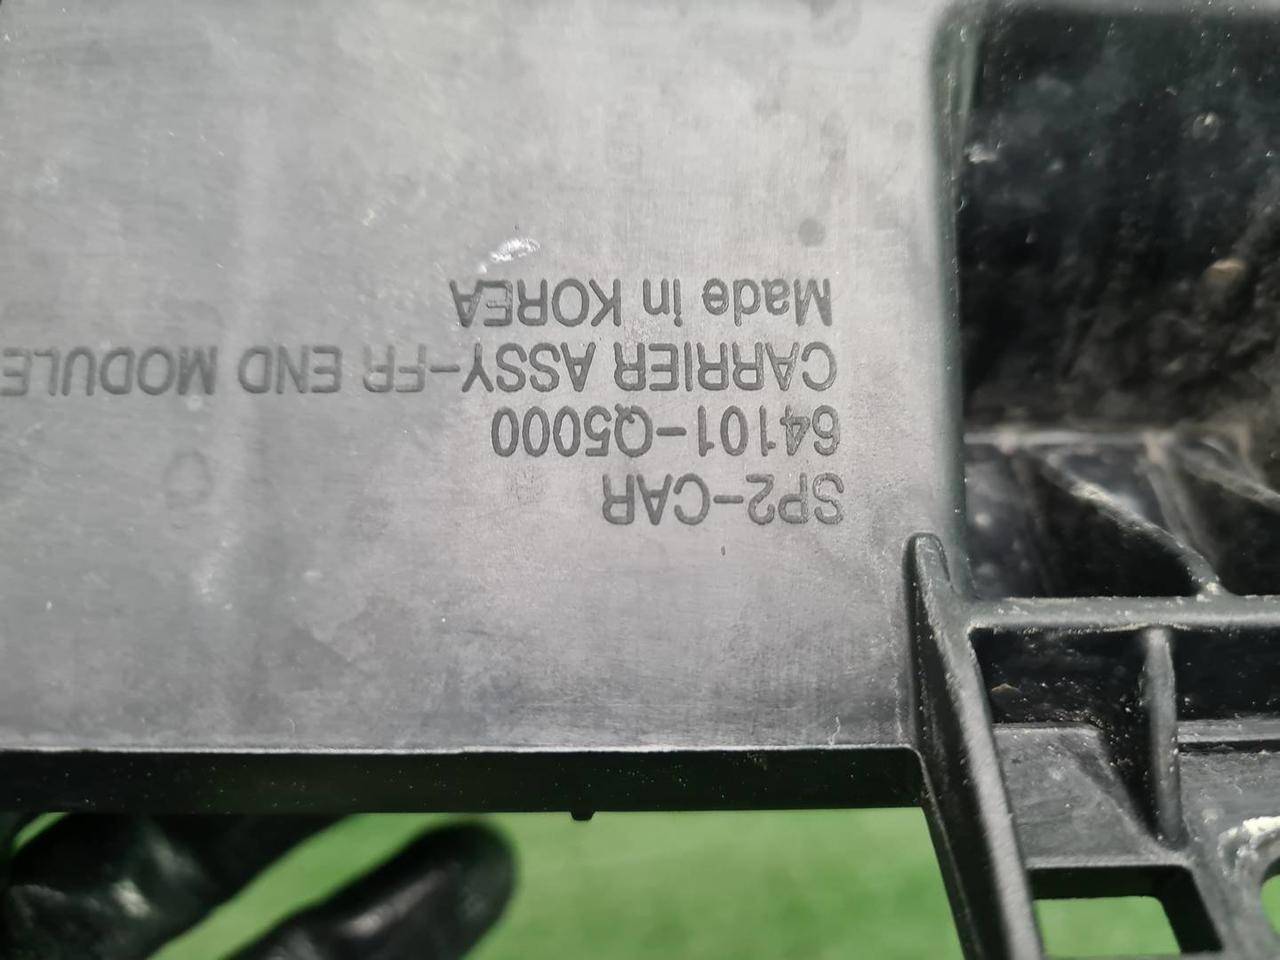 SP2-CAR
64101-Q5000
CARRIER ASSY-FR END MODULE
Made in KOREA